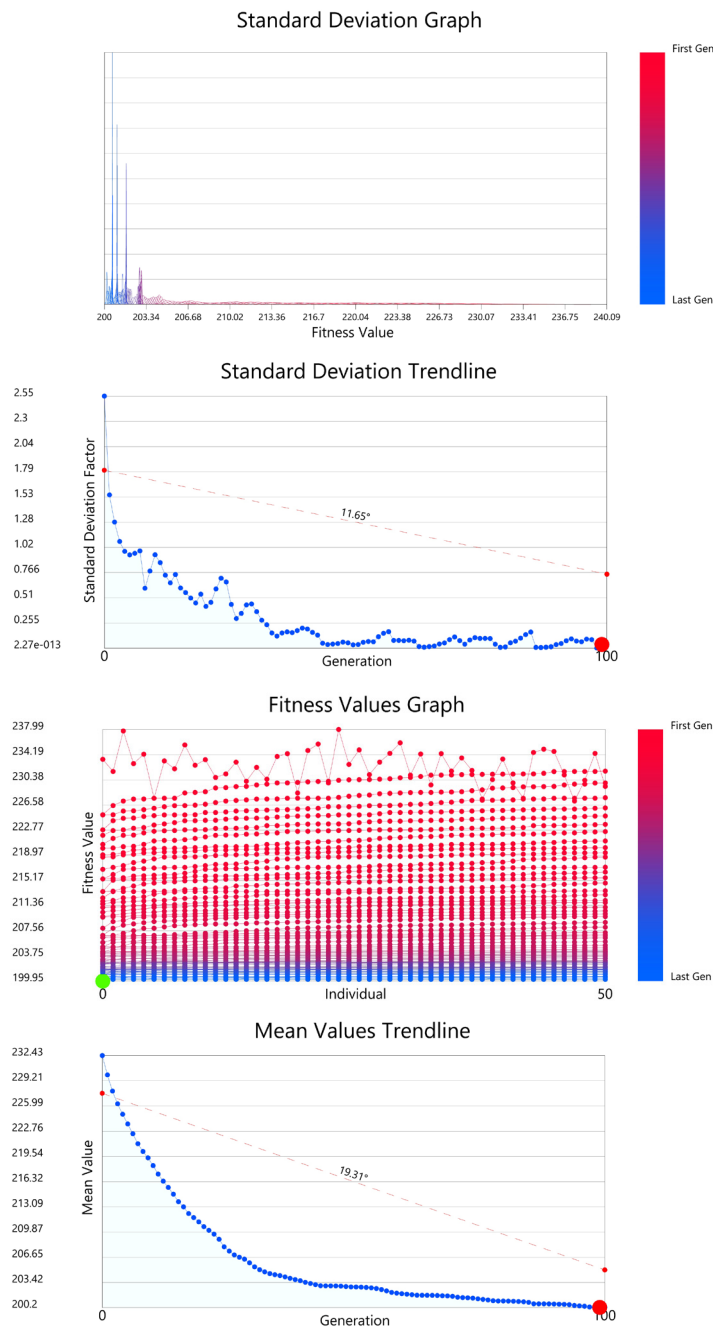 Standard Deviation Graph
First Gen
Last Gen
200 203.34 206.68 210.02 213.36 216.7 220.04 223.38 226.73 230.07 233.41 236.75 240.09
Fitness Value
Standard Deviation Trendline
2.55
2.3
2.04
1.79
1.53
1.28
1.02
0.766
0.51
0.255
2.27e-013
Standard Deviation Factor
11.65°
0 100
Generation
Fitness Values Graph
237.99
234.19
230.38
226.58
222.77
218.97
215.17
211.36
207.56
203.75
199.95
Fitness Value
First Gen
Last Gen
0 50
Individual
Mean Values Trendline
232.43
229.21
225.99
222.76
219.54
216.32
213.09
209.87
206.65
203.42
200.2
Mean Value
19.31°
0 100
Generation